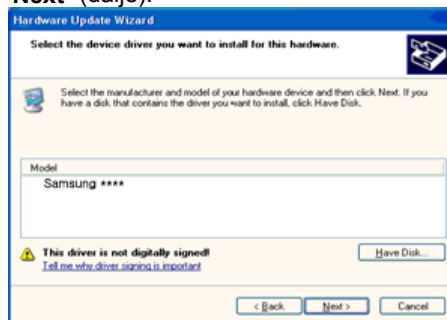 "Next" (dalje).
Hardware Update Wizard
Select the device driver you want to install for this hardware.
Select the manufacturer and model of your hardware device and then click Next. If you
have a disk that contains the driver you want to install, click Have Disk.
Model
Samsung ****
This driver is not digitally signed!
Tell me why driver signing is important
Have Disk...
< Back
Next >
Cancel